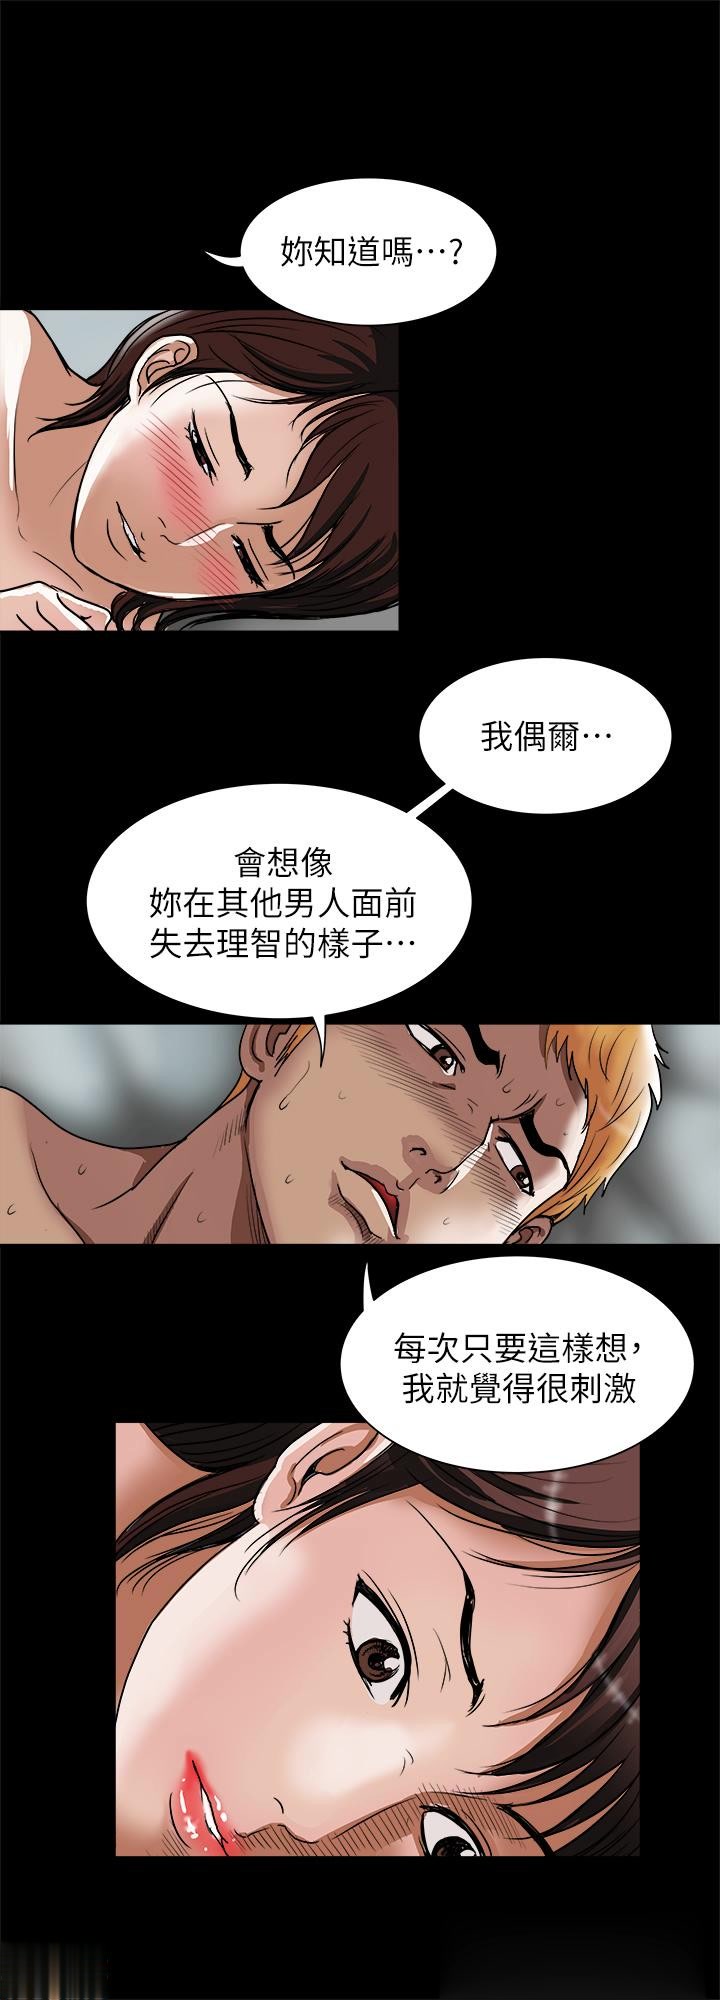 妳知道嗎⋯?
我偶爾⋯
會想像
妳在其他男人面前
失去理智的樣子⋯
每次只要這樣想，
我就覺得很刺激